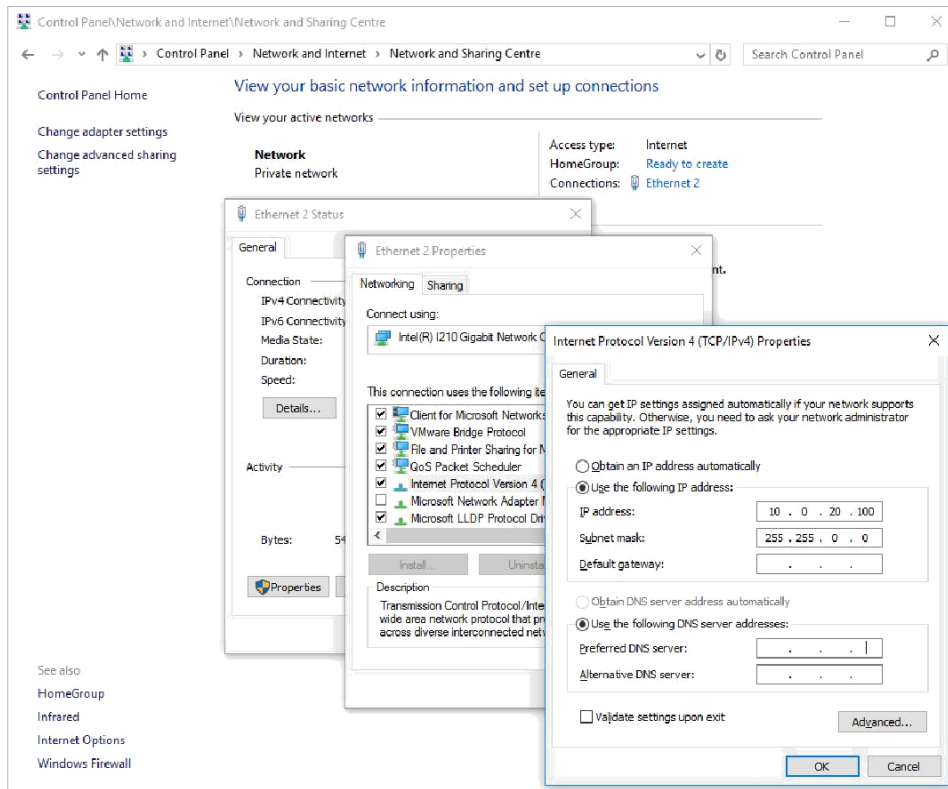 Control Panel\Network and Internet\Network and Sharing Centre
Control Panel > Network and Internet > Network and Sharing Centre
Search Control Panel
Control Panel Home
Change adapter settings
Change advanced sharing
settings
View your basic network information and set up connections
View your active networks
Network
Private network
Access type: Internet
HomeGroup: Ready to create
Connections: Ethernet 2
nt.
Ethernet 2 Status
General
Connection
IPv4 Connectivity
IPv6 Connectivity
Media State:
Duration:
Speed:
Details...
Activity
Bytes: 54
Properties
Ethernet 2 Properties
Networking
Sharing
Connect using:
Intel(R) I210 Gigabit Network C
This connection uses the following ite
Client for Microsoft Networks
VMware Bridge Protocol
File and Printer Sharing for M
QoS Packet Scheduler
Internet Protocol Version 4 (
Microsoft Network Adapter M
Microsoft LLDP Protocol Dri
Install...
Uninsta
Description
Transmission Control Protocol/Inte
wide area network protocol that pr
across diverse interconnected netw
Internet Protocol Version 4 (TCP/IPv4) Properties
General
You can get IP settings assigned automatically if your network supports
this capability. Otherwise, you need to ask your network administrator
for the appropriate IP settings.
Obtain an IP address automatically
Use the following IP address:
IP address: 10 . 0 . 20 . 100
Subnet mask: 255 . 255 . 0 . 0
Default gateway: . . .
Obtain DNS server address automatically
Use the following DNS server addresses:
Preferred DNS server: . . .
Alternative DNS server: . . .
Validate settings upon exit
Advanced...
OK
Cancel
See also
HomeGroup
Infrared
Internet Options
Windows Firewall